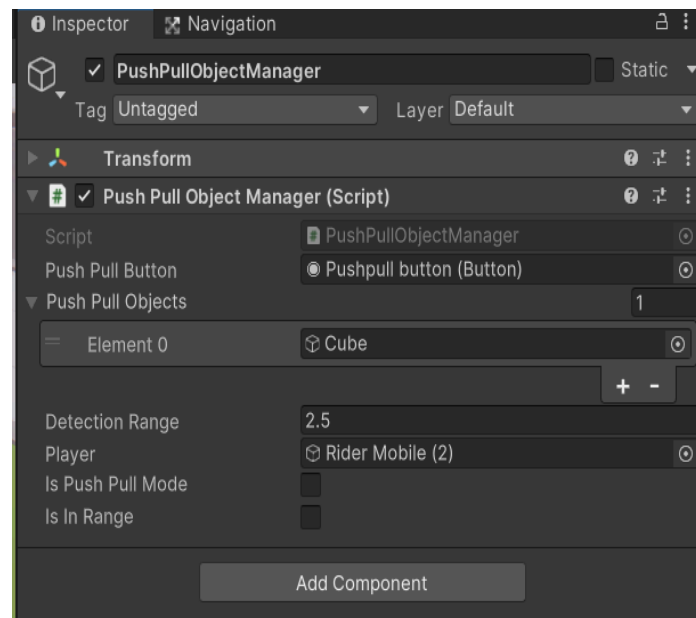 Inspector Navigation
PushPullObjectManager Static
Tag Untagged Layer Default
Transform
# Push Pull Object Manager (Script)
Script PushPullObjectManager
Push Pull Button Pushpull button (Button)
Push Pull Objects 1
Element 0 Cube
+ -
Detection Range 2.5
Player Rider Mobile (2)
Is Push Pull Mode
Is In Range
Add Component